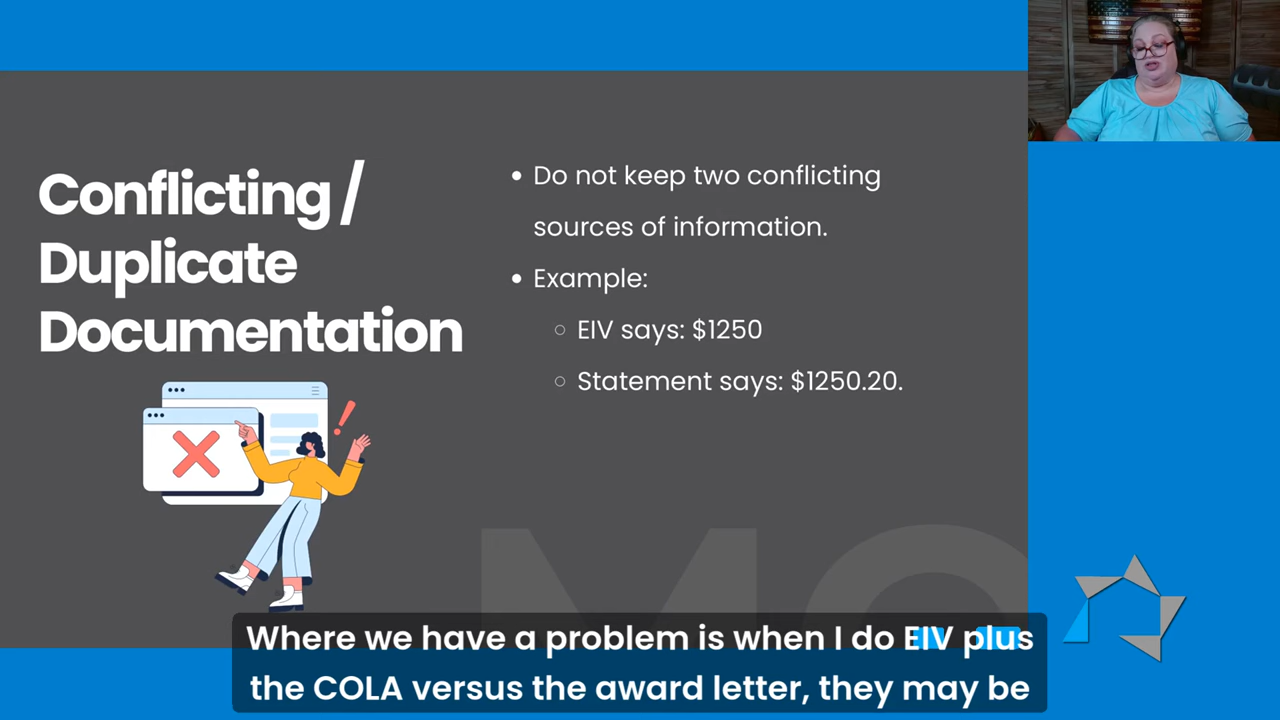 Conflicting /
Duplicate
Documentation
• Do not keep two conflicting
sources of information.
• Example:
○ EIV says: $1250
○ Statement says: $1250.20.
Where we have a problem is when I do EIV plus
the COLA versus the award letter, they may be